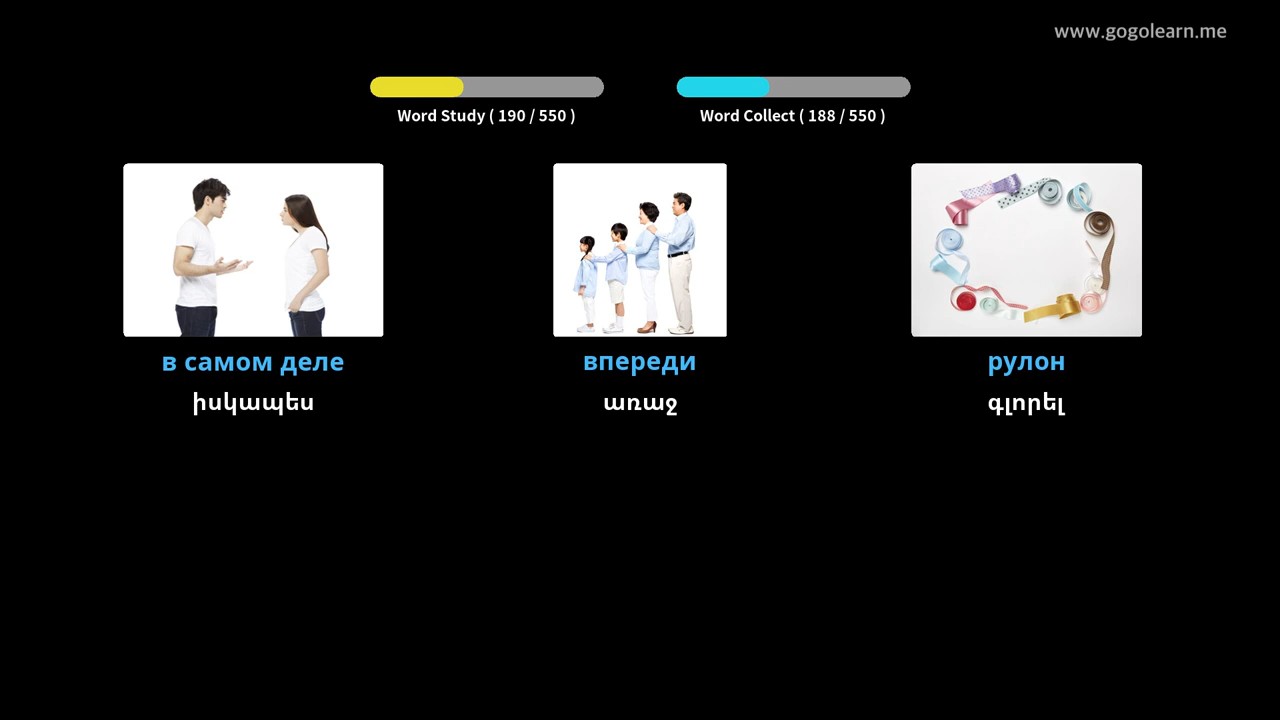 www.gogolearn.me
Word Study ( 190 / 550 )
Word Collect ( 188 / 550 )
в самом деле
իսկապես
впереди
առաջ
рулон
գլորել